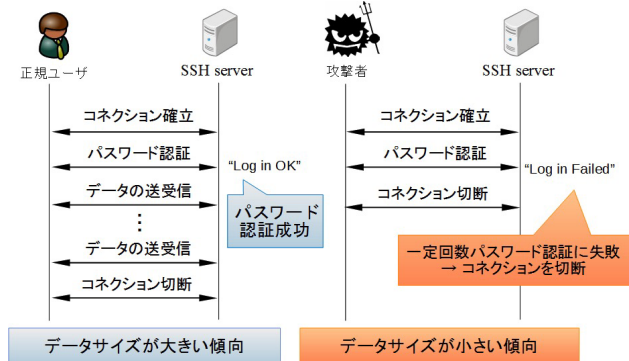 正規ユーザ
SSH server
コネクション確立
パスワード認証
"Log in OK"
データの送受信
パスワード
認証成功
データの送受信
コネクション切断
データサイズが大きい傾向
攻撃者
SSH server
コネクション確立
パスワード認証
"Log in Failed"
コネクション切断
一定回数パスワード認証に失敗
→ コネクションを切断
データサイズが小さい傾向